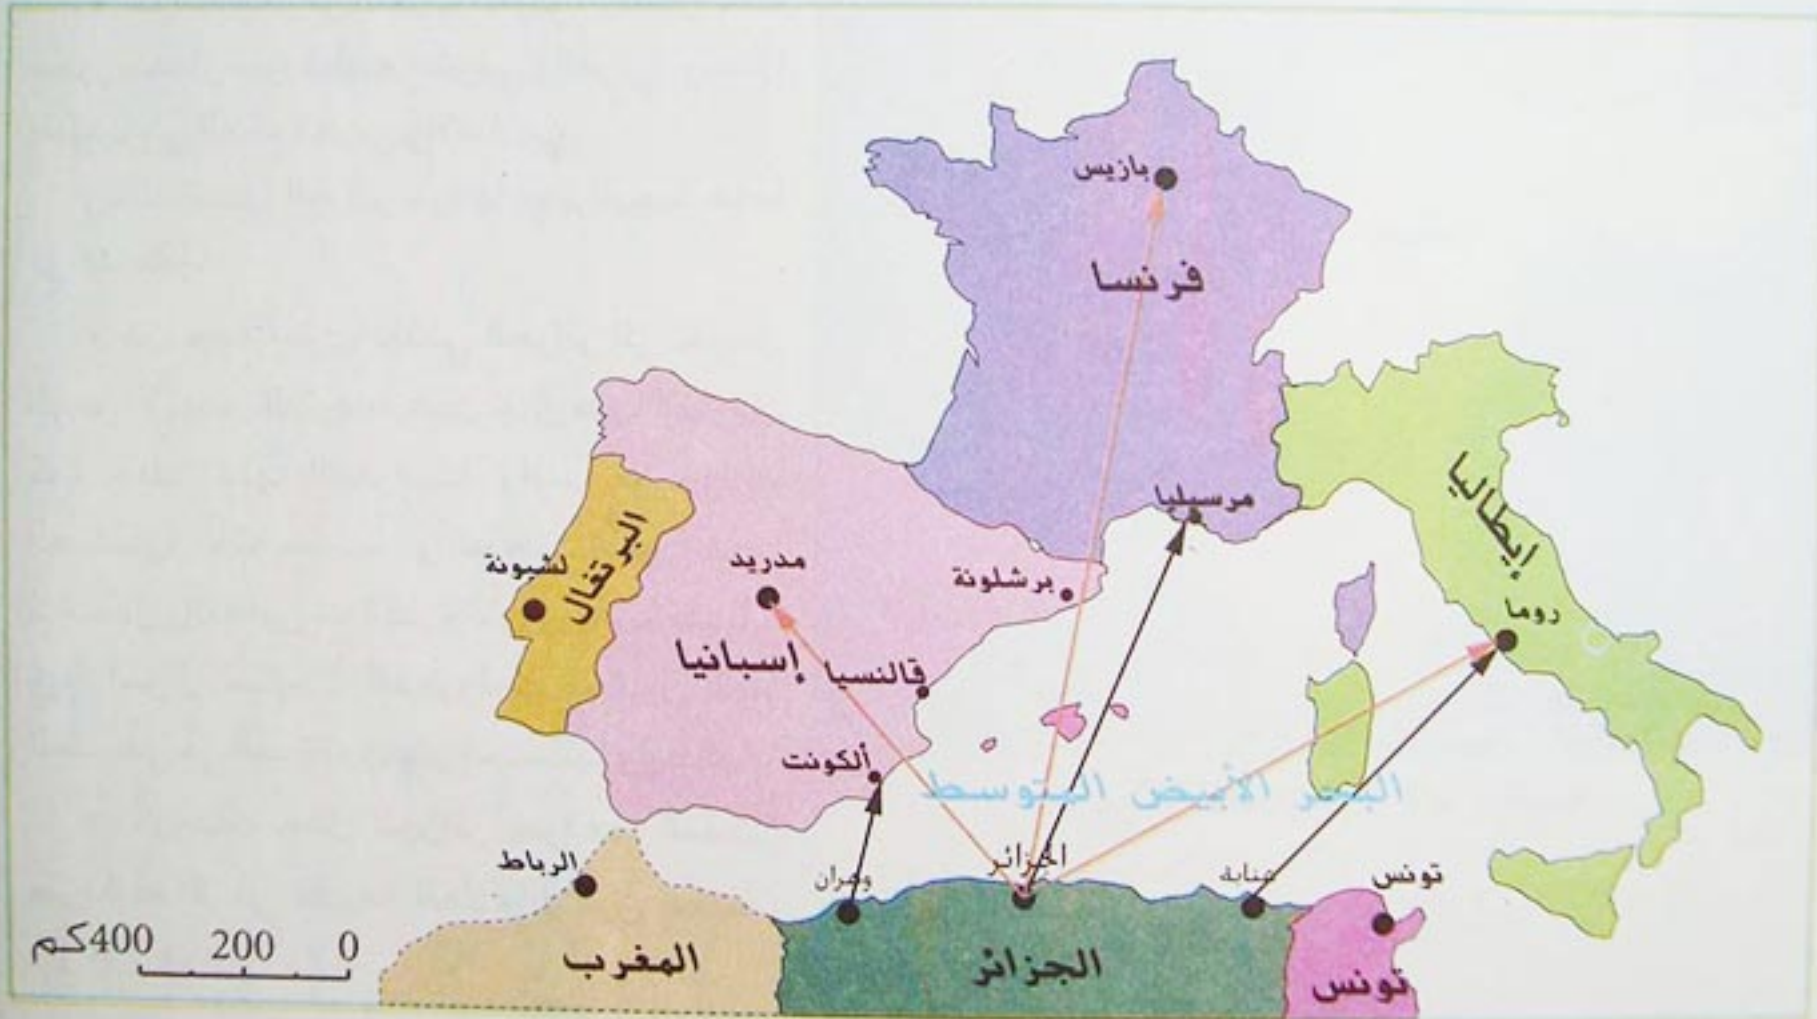 بازيس
فرنسا
مرسيليا
إيطاليا
روما
برشلونة
مدريد
إسبانيا
ڤالنسيا
ألكونت
البرتغال
لشبونة
البحر الأبيض المتوسط
الرباط
وهران
الجزائر
عنابة
تونس
المغرب
الجزائر
تونس
400كم 200 0